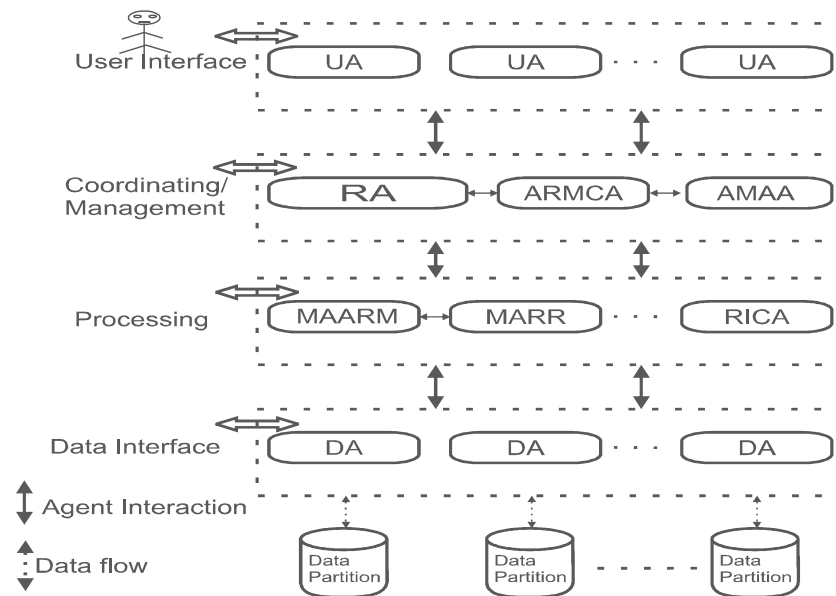 User Interface
UA
UA
UA
Coordinating/
Management
RA
ARMCA
AMAA
Processing
MAARM
MARR
RICA
Data Interface
DA
DA
DA
Agent Interaction
Data flow
Data
Partition
Data
Partition
Data
Partition